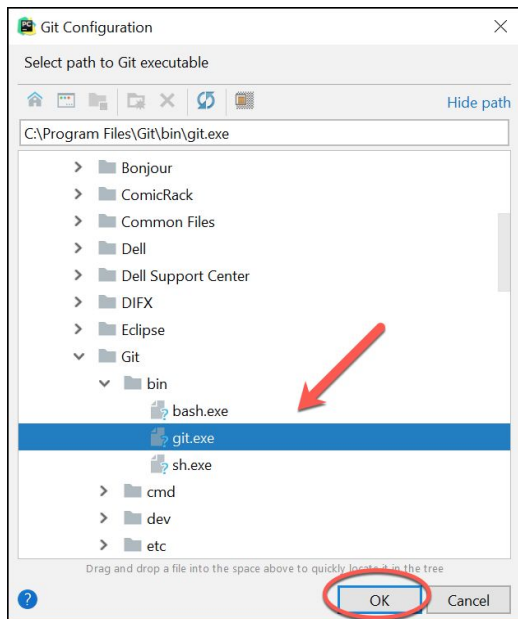 Git Configuration
Select path to Git executable
Hide path
C:\Program Files\Git\bin\git.exe
Bonjour
ComicRack
Common Files
Dell
Dell Support Center
DIFX
Eclipse
Git
bin
bash.exe
git.exe
sh.exe
cmd
dev
etc
Drag and drop a file into the space above to quickly locate it in the tree
? OK Cancel